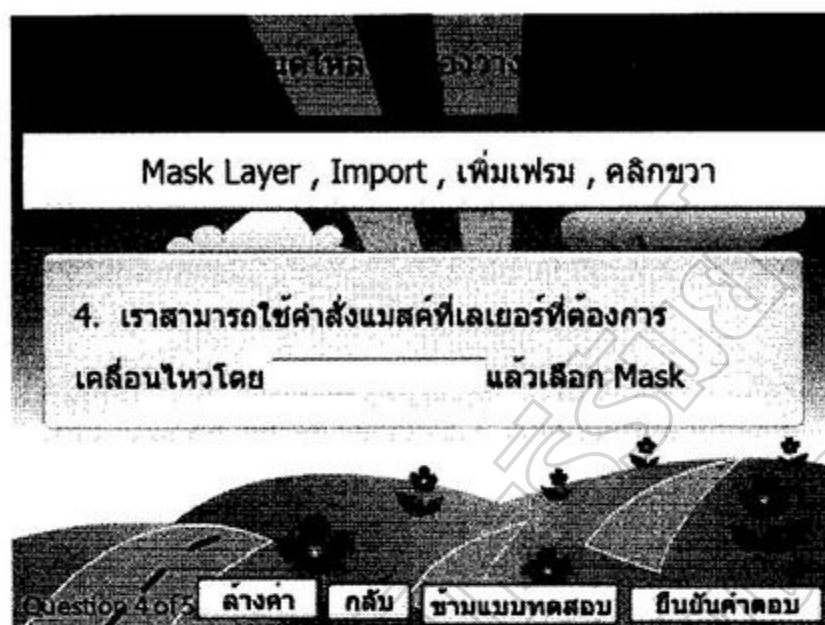 Mask Layer , Import , เพิ่มเฟรม , คลิกขวา
4. เราสามารถใช้คำสั่งแมสค์ที่เลเยอร์ที่ต้องการ
เคลื่อนไหวโดย แล้วเลือก Mask
Question 4 of 5 ล้างค่า กลับ ข้ามแบบทดสอบ ยืนยันคำตอบ